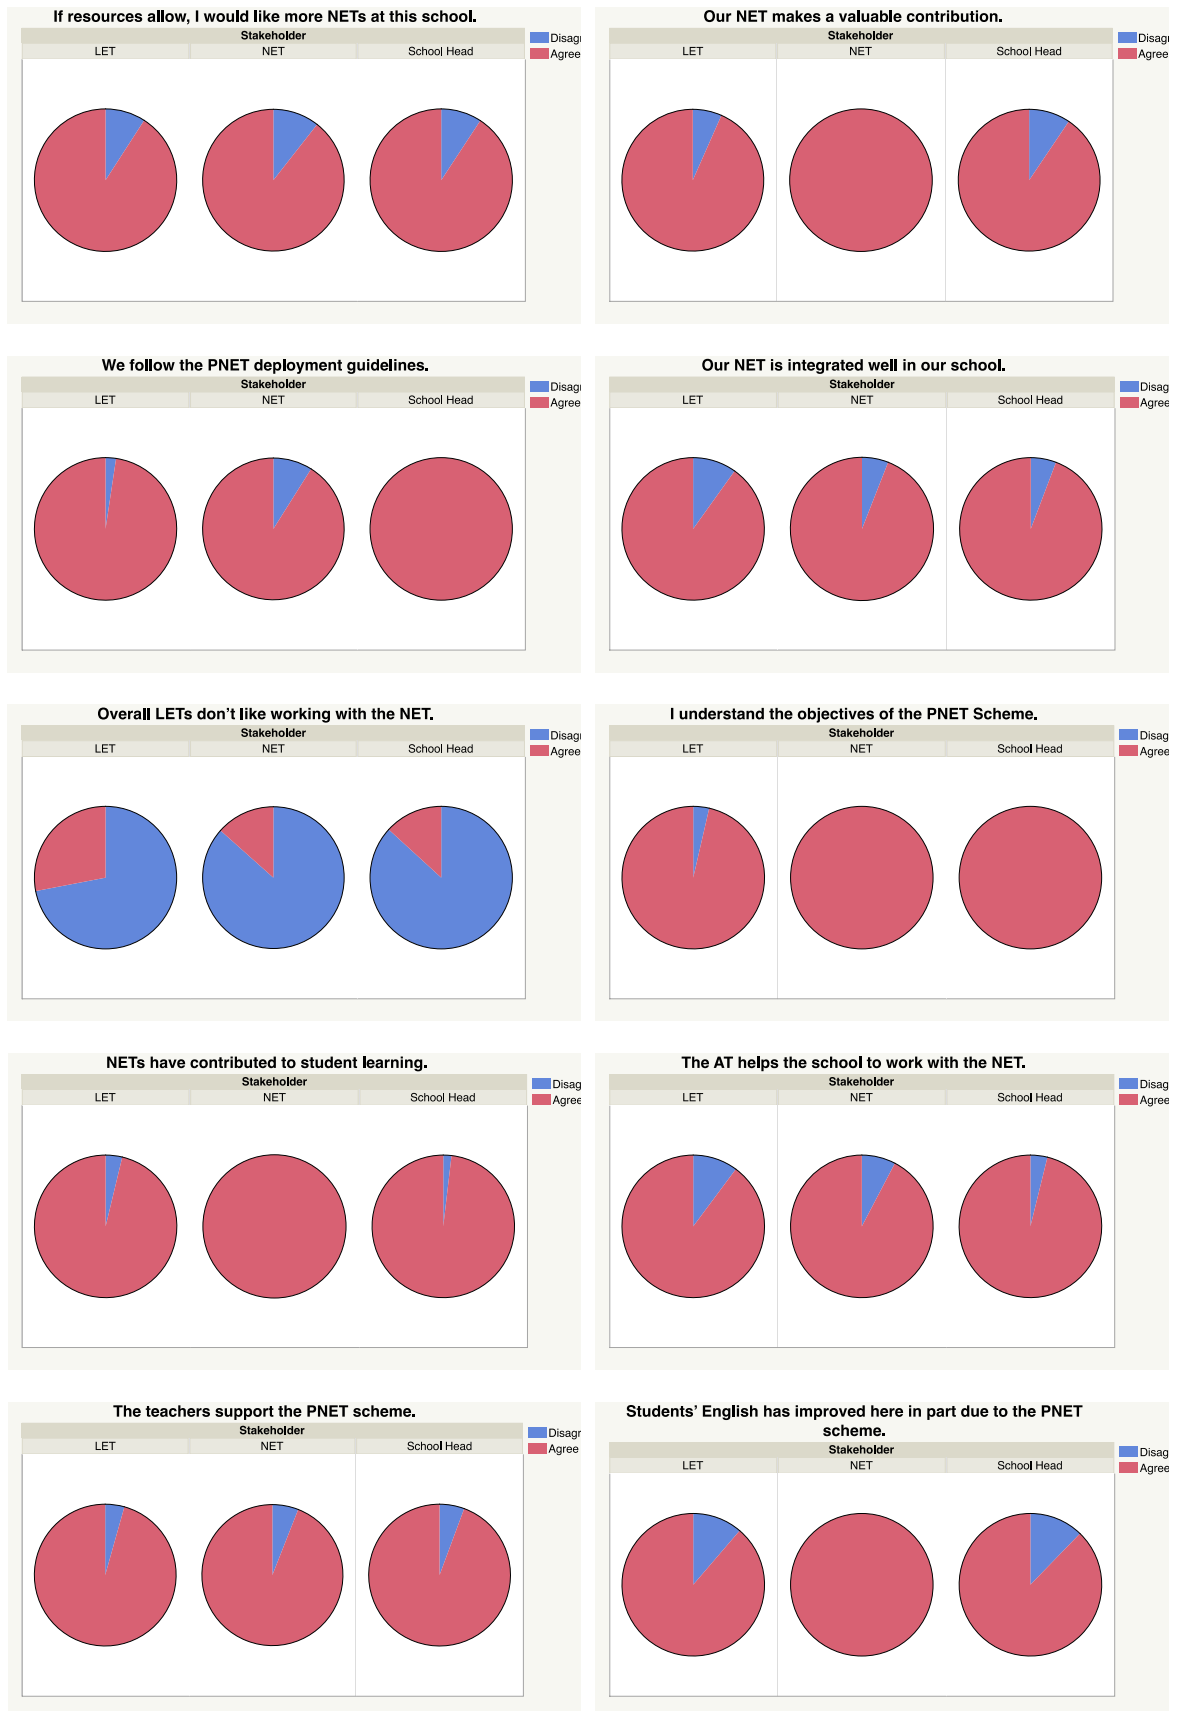 If resources allow, I would like more NETs at this school.
Stakeholder
LET NET School Head
Disagr
Agree
Our NET makes a valuable contribution.
Stakeholder
LET NET School Head
Disagr
Agree
We follow the PNET deployment guidelines.
Stakeholder
LET NET School Head
Disagr
Agree
Our NET is integrated well in our school.
Stakeholder
LET NET School Head
Disag
Agree
Overall LETs don't like working with the NET.
Stakeholder
LET NET School Head
Disagr
Agree
I understand the objectives of the PNET Scheme.
Stakeholder
LET NET School Head
Disag
Agree
NETs have contributed to student learning.
Stakeholder
LET NET School Head
Disag
Agree
The AT helps the school to work with the NET.
Stakeholder
LET NET School Head
Disag
Agree
The teachers support the PNET scheme.
Stakeholder
LET NET School Head
Disagr
Agree
Students' English has improved here in part due to the PNET
scheme.
Stakeholder
LET NET School Head
Disag
Agree